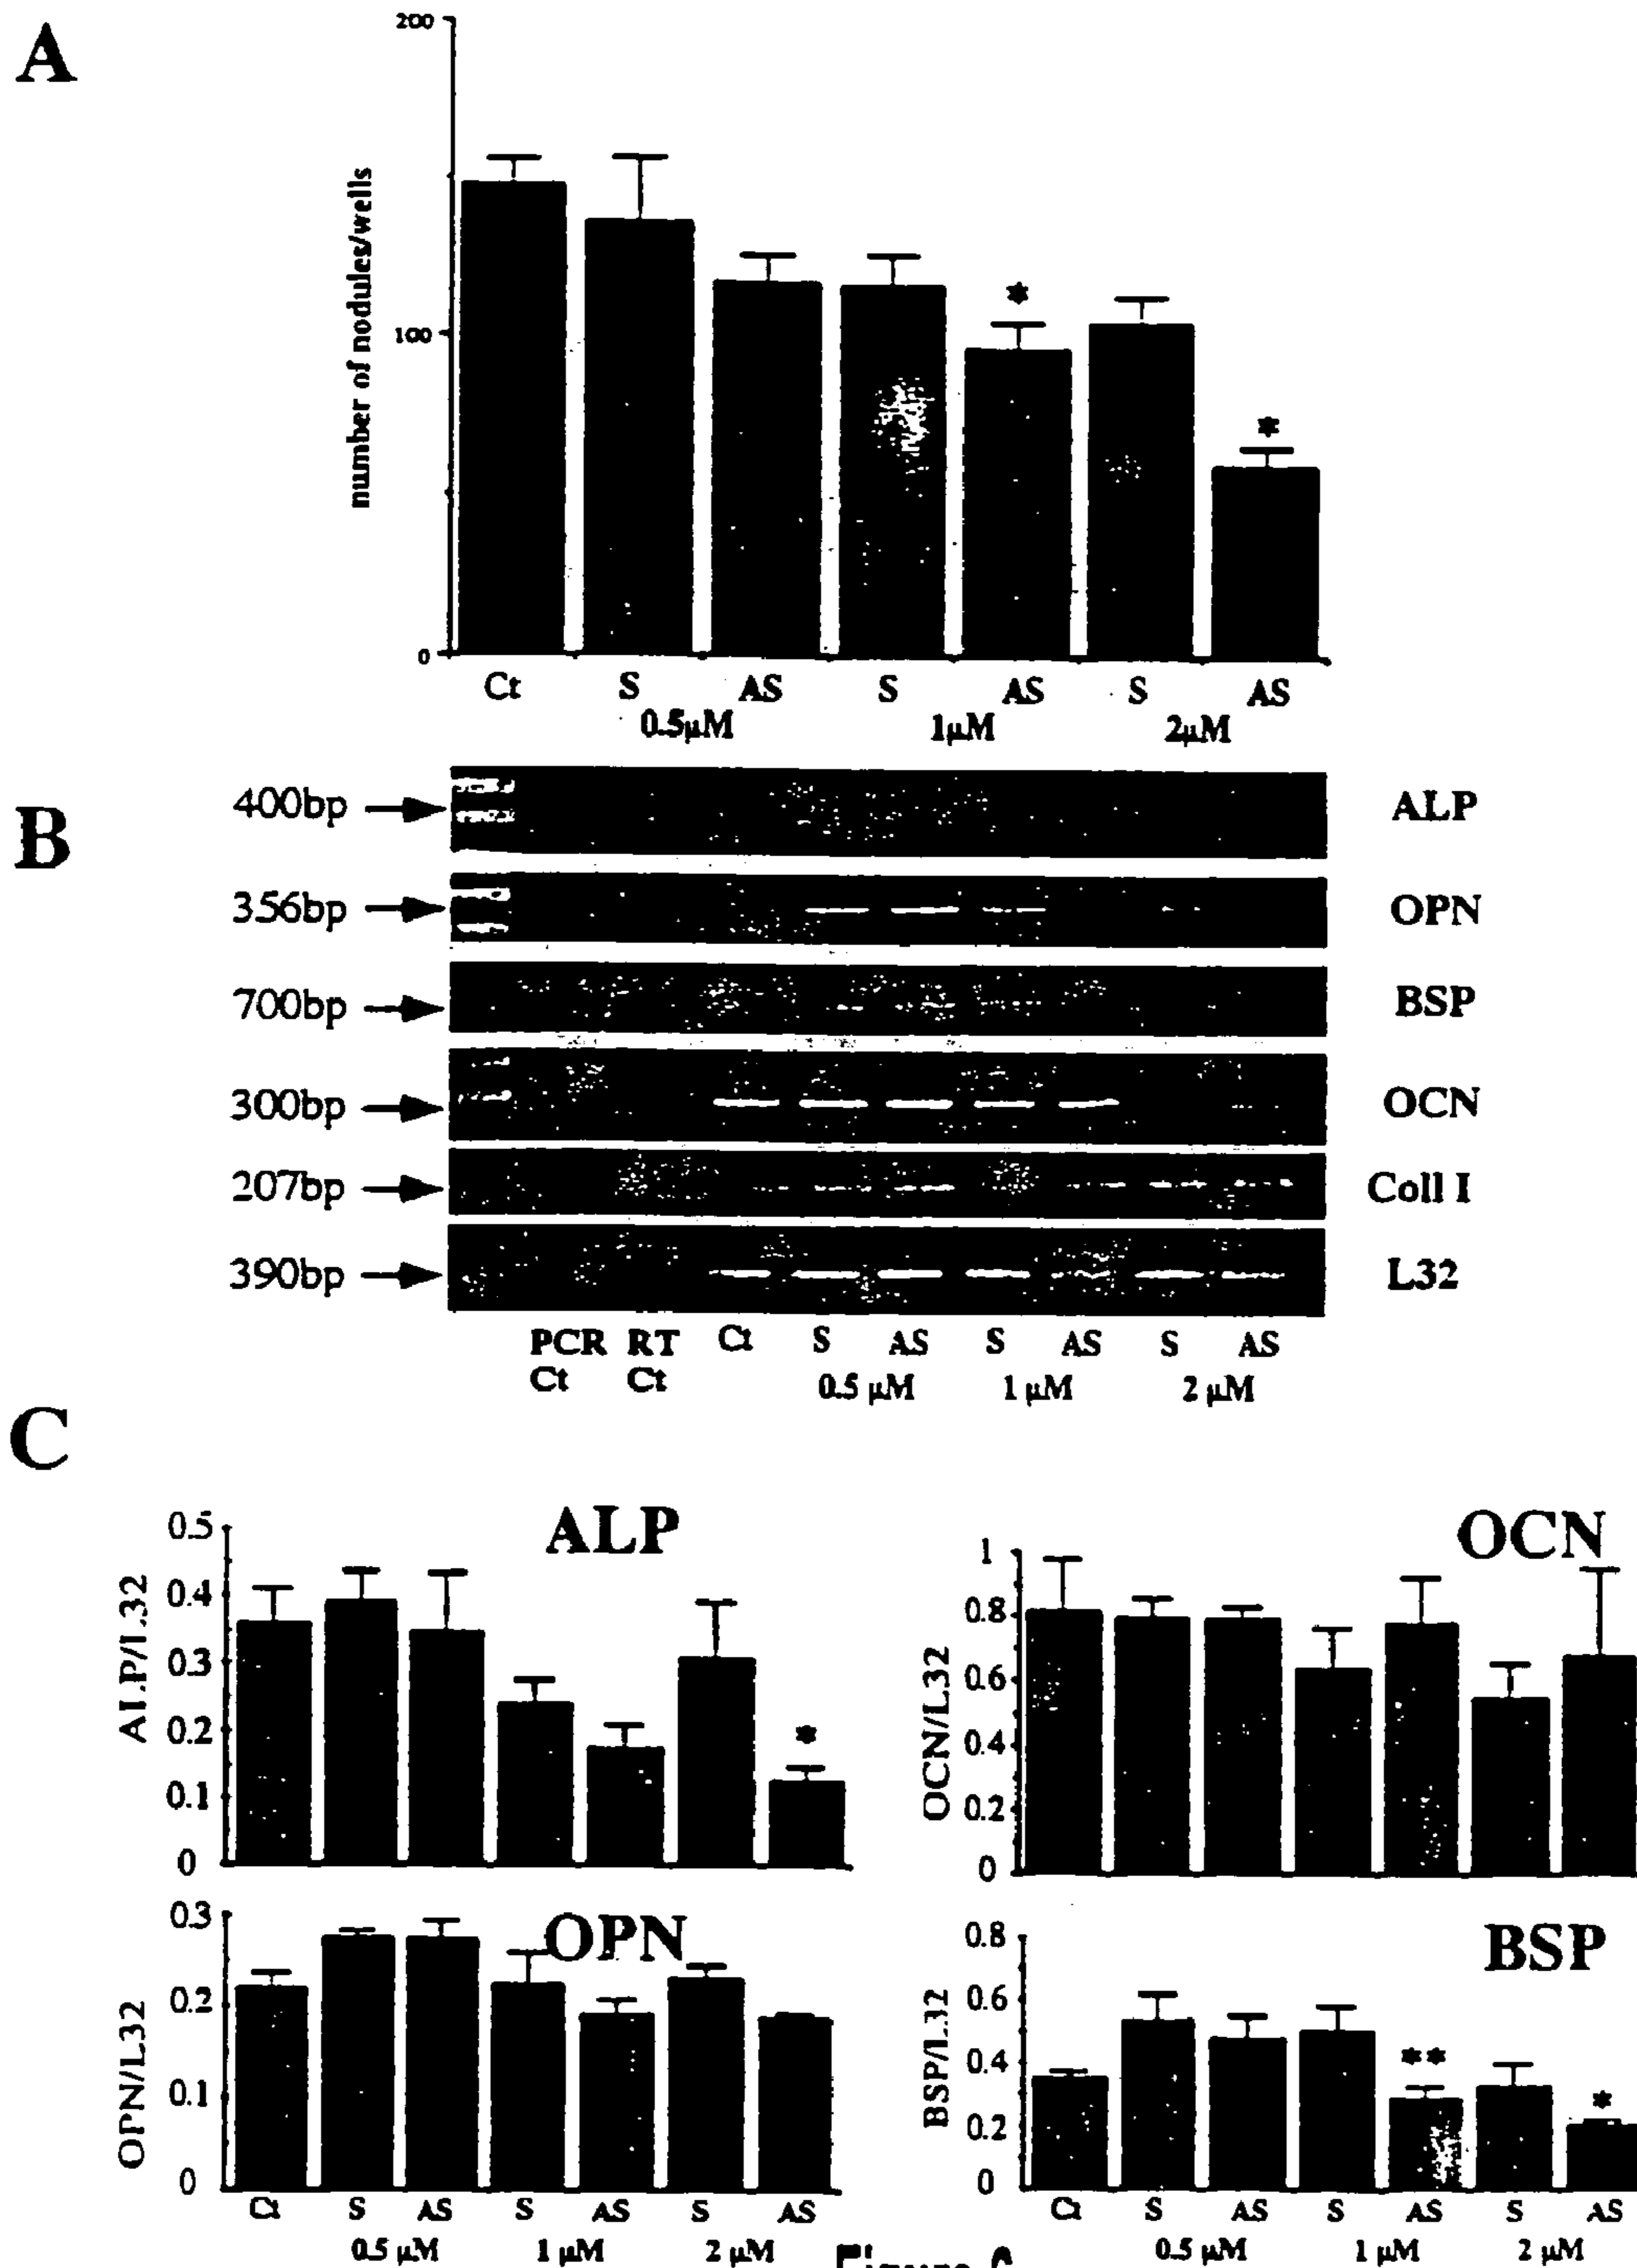 A
200
100
0
number of nodules/wells
*
*
Ct S AS S AS S AS
0.5μM 1μM 2μM
B
400bp ALP
356bp OPN
700bp BSP
300bp OCN
207bp Coll I
390bp L32
PCR RT Ct S AS S AS S AS
Ct Ct 0.5 μM 1 μM 2 μM
C
ALP
0.5
0.4
0.3
0.2
0.1
0
ALP/L32
*
OCN
1
0.8
0.6
0.4
0.2
0
OCN/L32
OPN
0.3
0.2
0.1
0
OPN/L32
Ct S AS S AS S AS
0.5 μM 1 μM 2 μM
BSP
0.8
0.6
0.4
0.2
0
BSP/L32
**
*
Ct S AS S AS S AS
0.5 μM 1 μM 2 μM
Figure